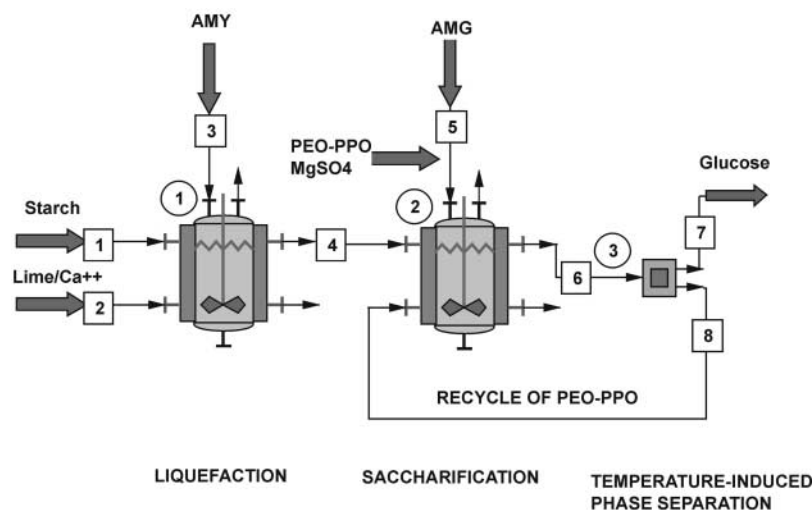 AMY
AMG
3
5
PEO-PPO
MgSO4
Glucose
1
2
Starch
7
3
1
4
6
Lime/Ca++
2
8
RECYCLE OF PEO-PPO
LIQUEFACTION
SACCHARIFICATION
TEMPERATURE-INDUCED
PHASE SEPARATION